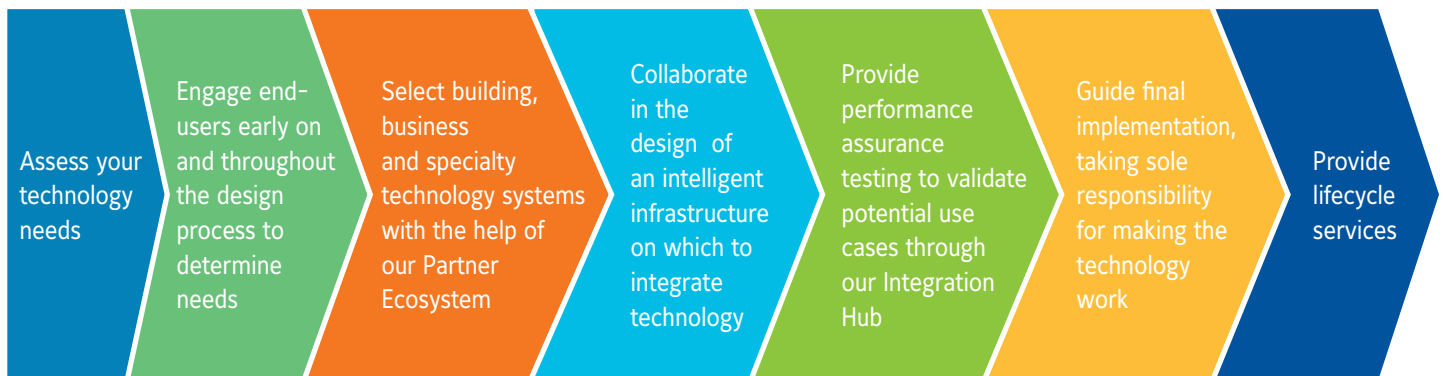 Assess your
technology
needs
Engage end-
users early on
and throughout
the design
process to
determine
needs
Select building,
business
and specialty
technology systems
with the help of
our Partner
Ecosystem
Collaborate
in the
design of
an intelligent
infrastructure
on which to
integrate
technology
Provide
performance
assurance
testing to validate
potential use
cases through
our Integration
Hub
Guide final
implementation,
taking sole
responsibility
for making the
technology
work
Provide
lifecycle
services